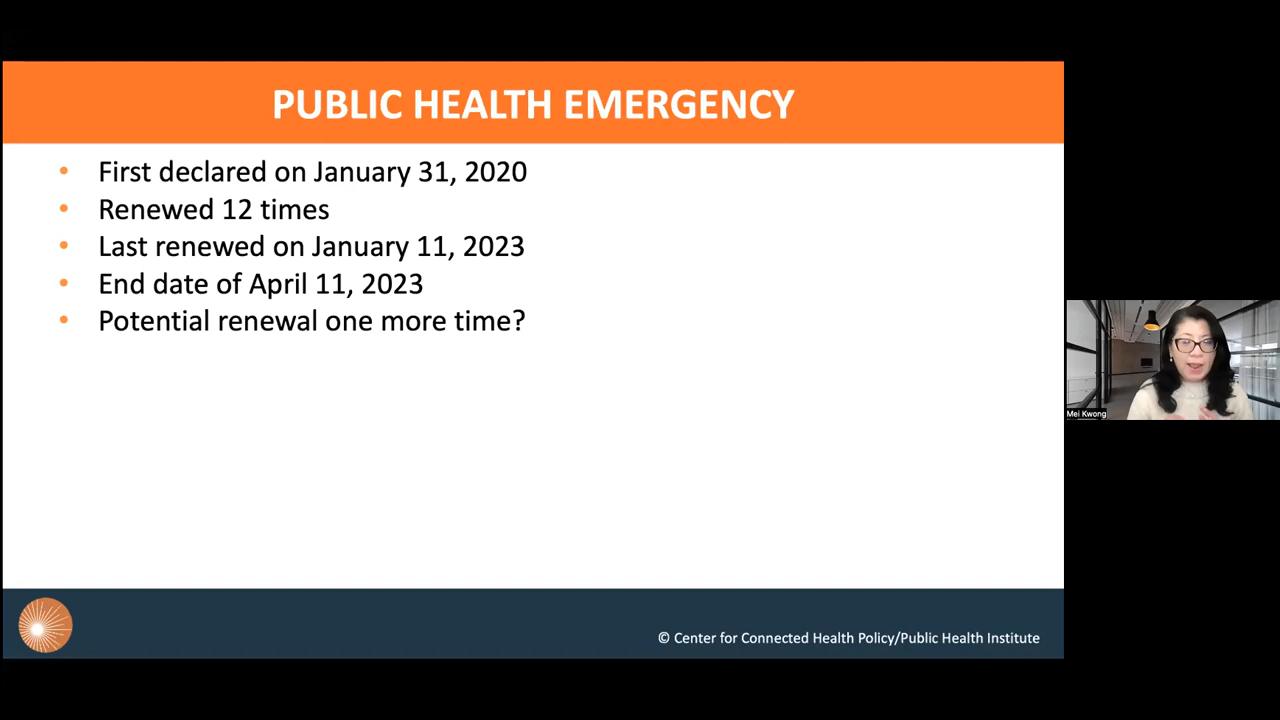 PUBLIC HEALTH EMERGENCY
• First declared on January 31, 2020
• Renewed 12 times
• Last renewed on January 11, 2023
• End date of April 11, 2023
• Potential renewal one more time?
Mei Kwong
© Center for Connected Health Policy/Public Health Institute